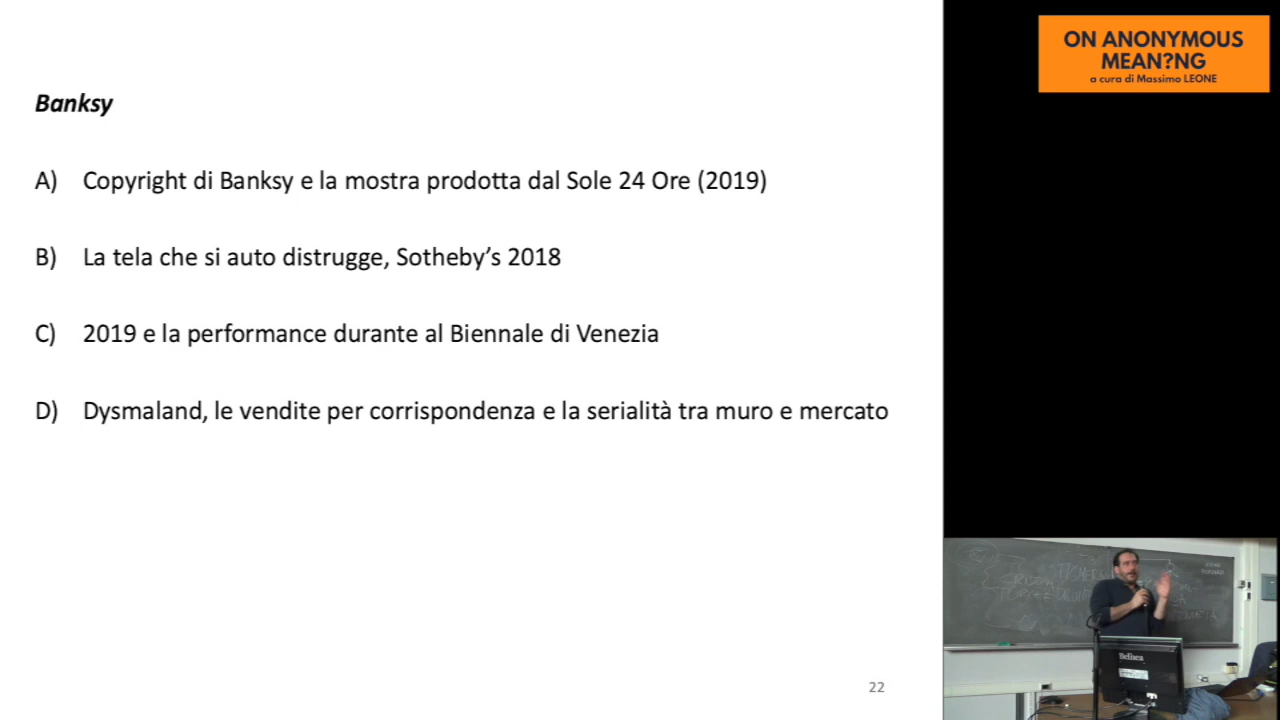 Banksy
A) Copyright di Banksy e la mostra prodotta dal Sole 24 Ore (2019)
B) La tela che si auto distrugge, Sotheby’s 2018
C) 2019 e la performance durante al Biennale di Venezia
D) Dysmaland, le vendite per corrispondenza e la serialità tra muro e mercato
22
ON ANONYMOUS
MEAN?NG
a cura di Massimo LEONE
Belinea